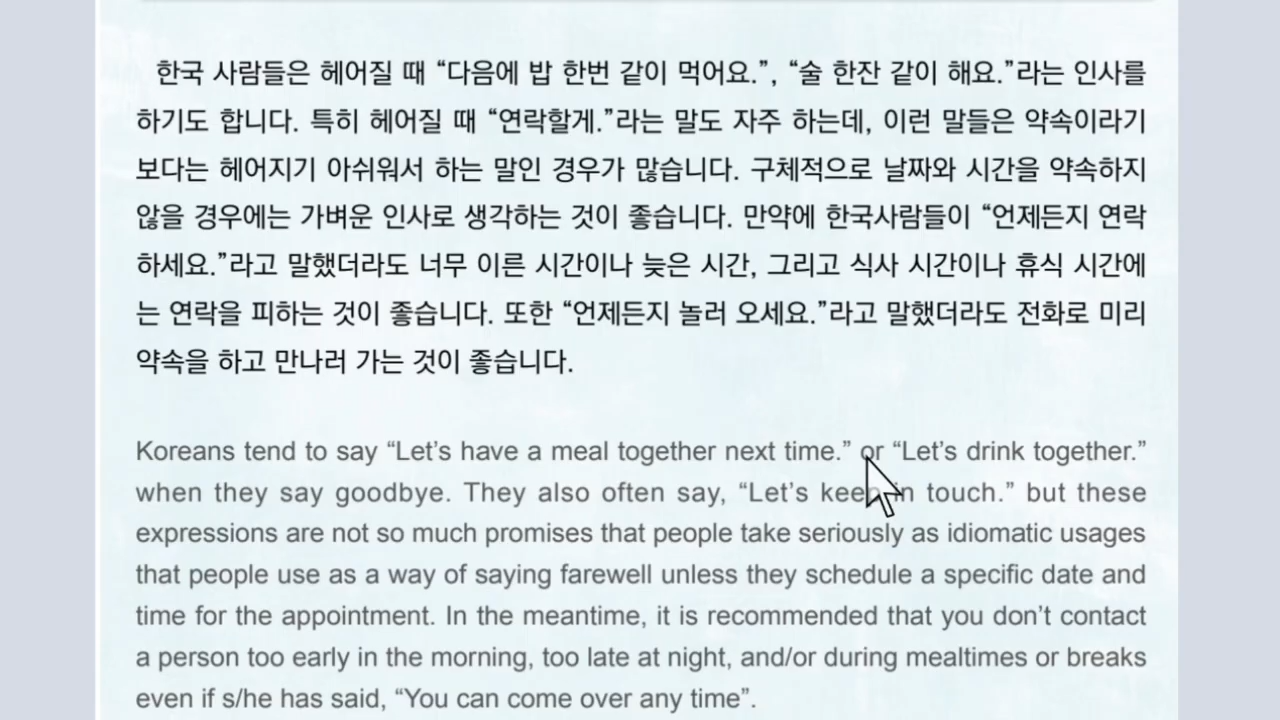 한국 사람들은 헤어질 때 “다음에 밥 한번 같이 먹어요.”, “술 한잔 같이 해요.”라는 인사를
하기도 합니다. 특히 헤어질 때 “연락할게.”라는 말도 자주 하는데, 이런 말들은 약속이라기
보다는 헤어지기 아쉬워서 하는 말인 경우가 많습니다. 구체적으로 날짜와 시간을 약속하지
않을 경우에는 가벼운 인사로 생각하는 것이 좋습니다. 만약에 한국사람들이 “언제든지 연락
하세요.”라고 말했더라도 너무 이른 시간이나 늦은 시간, 그리고 식사 시간이나 휴식 시간에
는 연락을 피하는 것이 좋습니다. 또한 “언제든지 놀러 오세요.”라고 말했더라도 전화로 미리
약속을 하고 만나러 가는 것이 좋습니다.
Koreans tend to say “Let’s have a meal together next time.” or “Let’s drink together.”
when they say goodbye. They also often say, “Let’s keep in touch.” but these
expressions are not so much promises that people take seriously as idiomatic usages
that people use as a way of saying farewell unless they schedule a specific date and
time for the appointment. In the meantime, it is recommended that you don’t contact
a person too early in the morning, too late at night, and/or during mealtimes or breaks
even if s/he has said, “You can come over any time”.